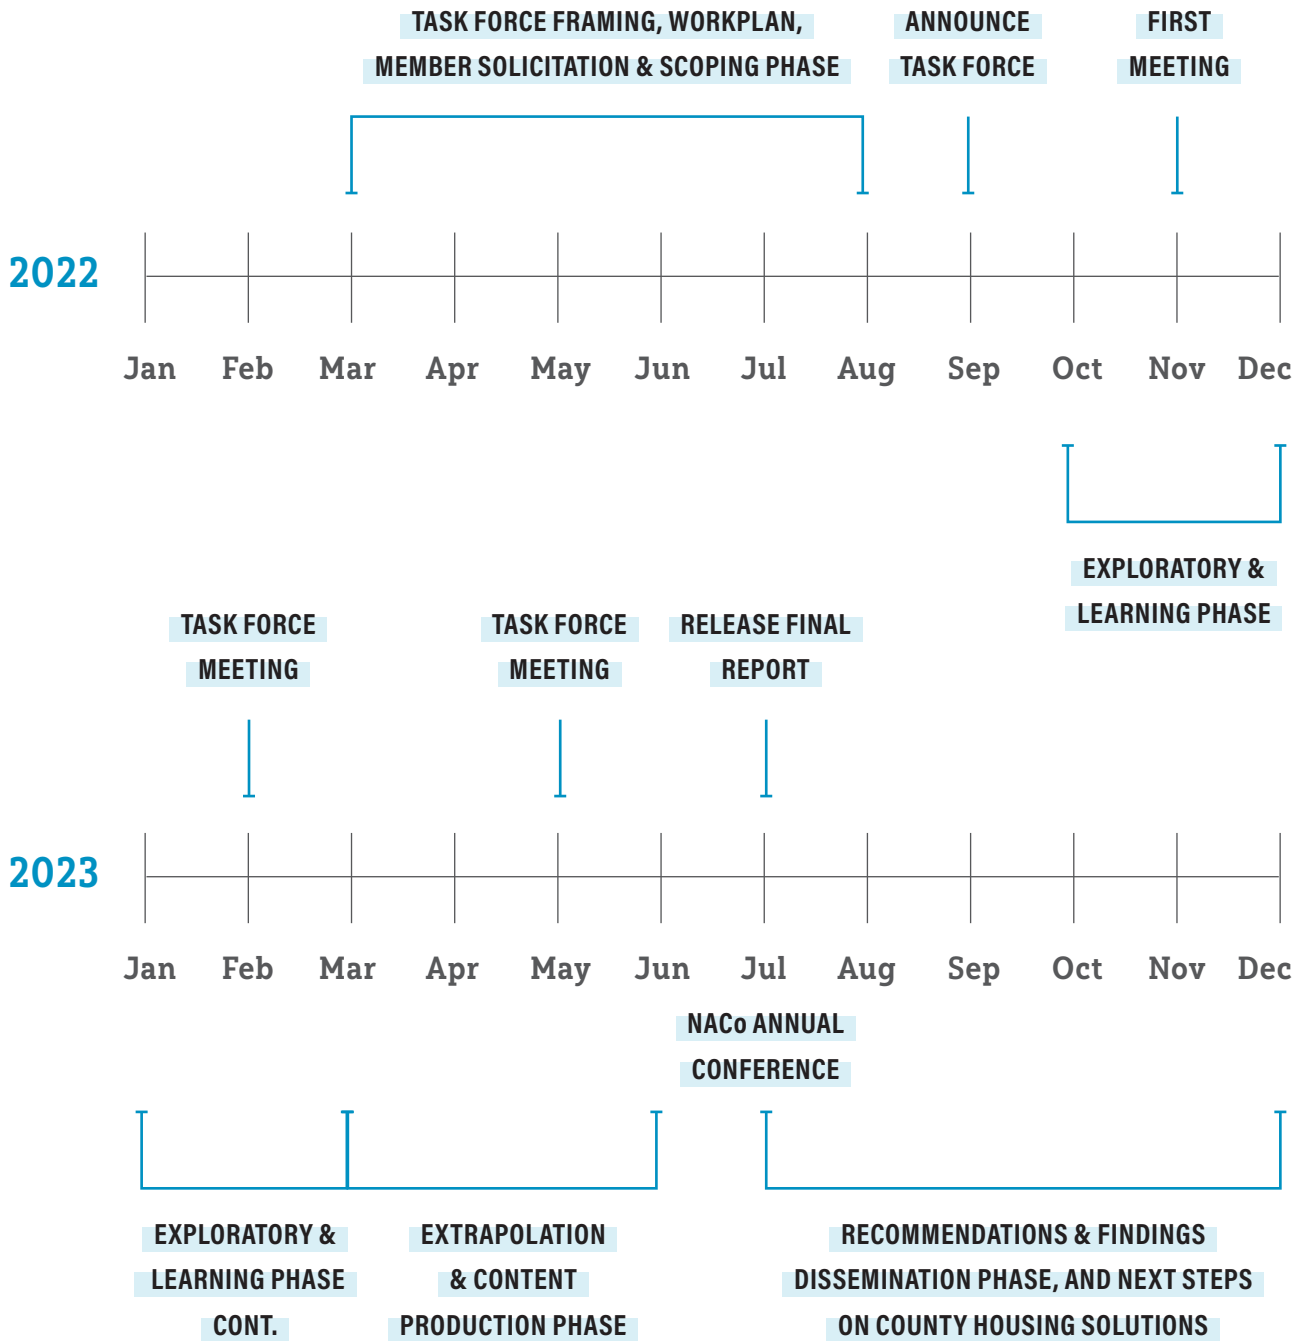 TASK FORCE FRAMING, WORKPLAN,
MEMBER SOLICITATION & SCOPING PHASE
ANNOUNCE
TASK FORCE
FIRST
MEETING
2022
Jan Feb Mar Apr May Jun Jul Aug Sep Oct Nov Dec
EXPLORATORY &
LEARNING PHASE
TASK FORCE
MEETING
TASK FORCE
MEETING
RELEASE FINAL
REPORT
2023
Jan Feb Mar Apr May Jun Jul Aug Sep Oct Nov Dec
NACo ANNUAL
CONFERENCE
EXPLORATORY &
LEARNING PHASE
CONT.
EXTRAPOLATION
& CONTENT
PRODUCTION PHASE
RECOMMENDATIONS & FINDINGS
DISSEMINATION PHASE, AND NEXT STEPS
ON COUNTY HOUSING SOLUTIONS